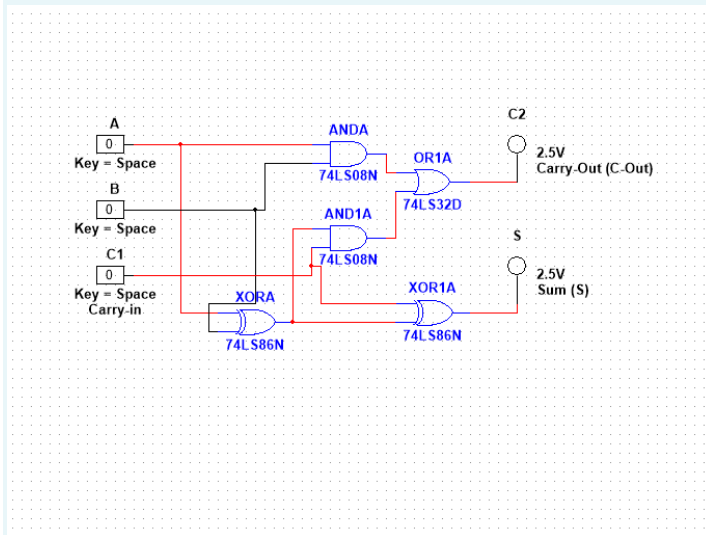 C2
A
ANDA
0
OR1A
2.5V
Carry-Out (C-Out)
Key = Space
74LS08N
B
0
74LS32D
AND1A
Key = Space
S
C1
74LS08N
0
2.5V
Sum (S)
Key = Space
Carry-in
XORA
XOR1A
74LS86N
74LS86N